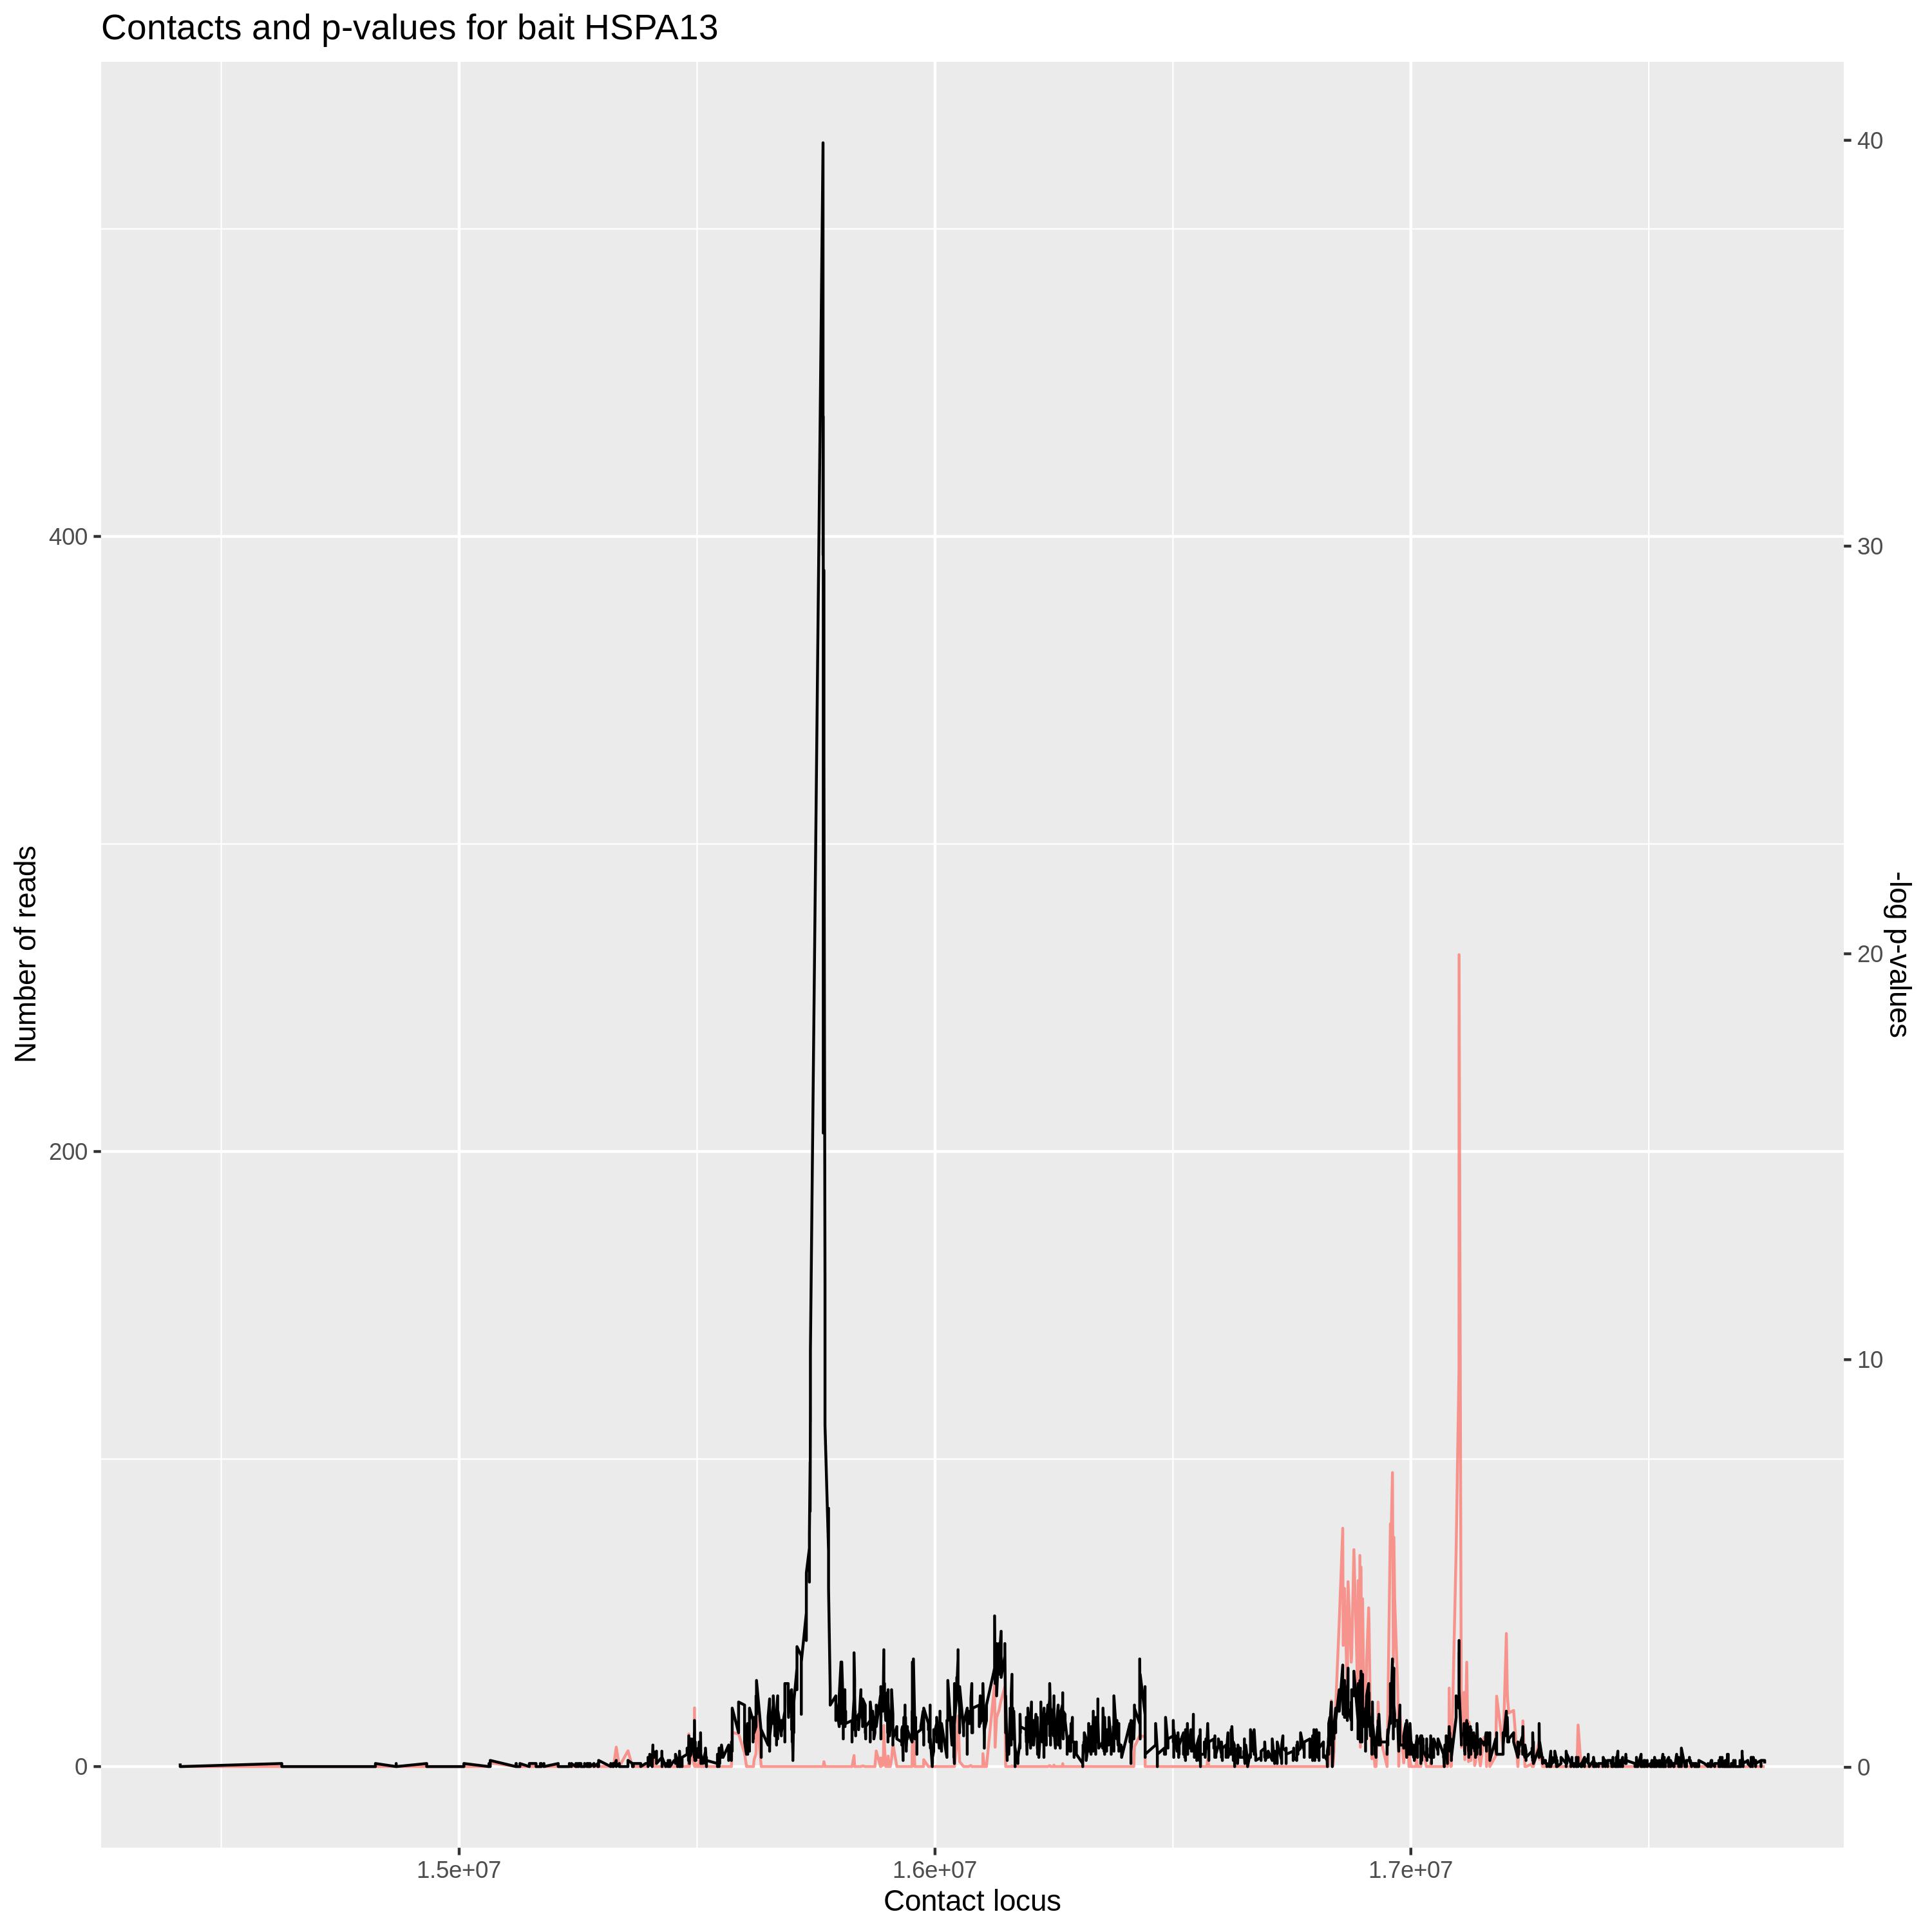 Contacts and p-values for bait HSPA13
Number of reads
400
200
0
40
30
20
10
0
-log p-values
1.5e+07
1.6e+07
1.7e+07
Contact locus